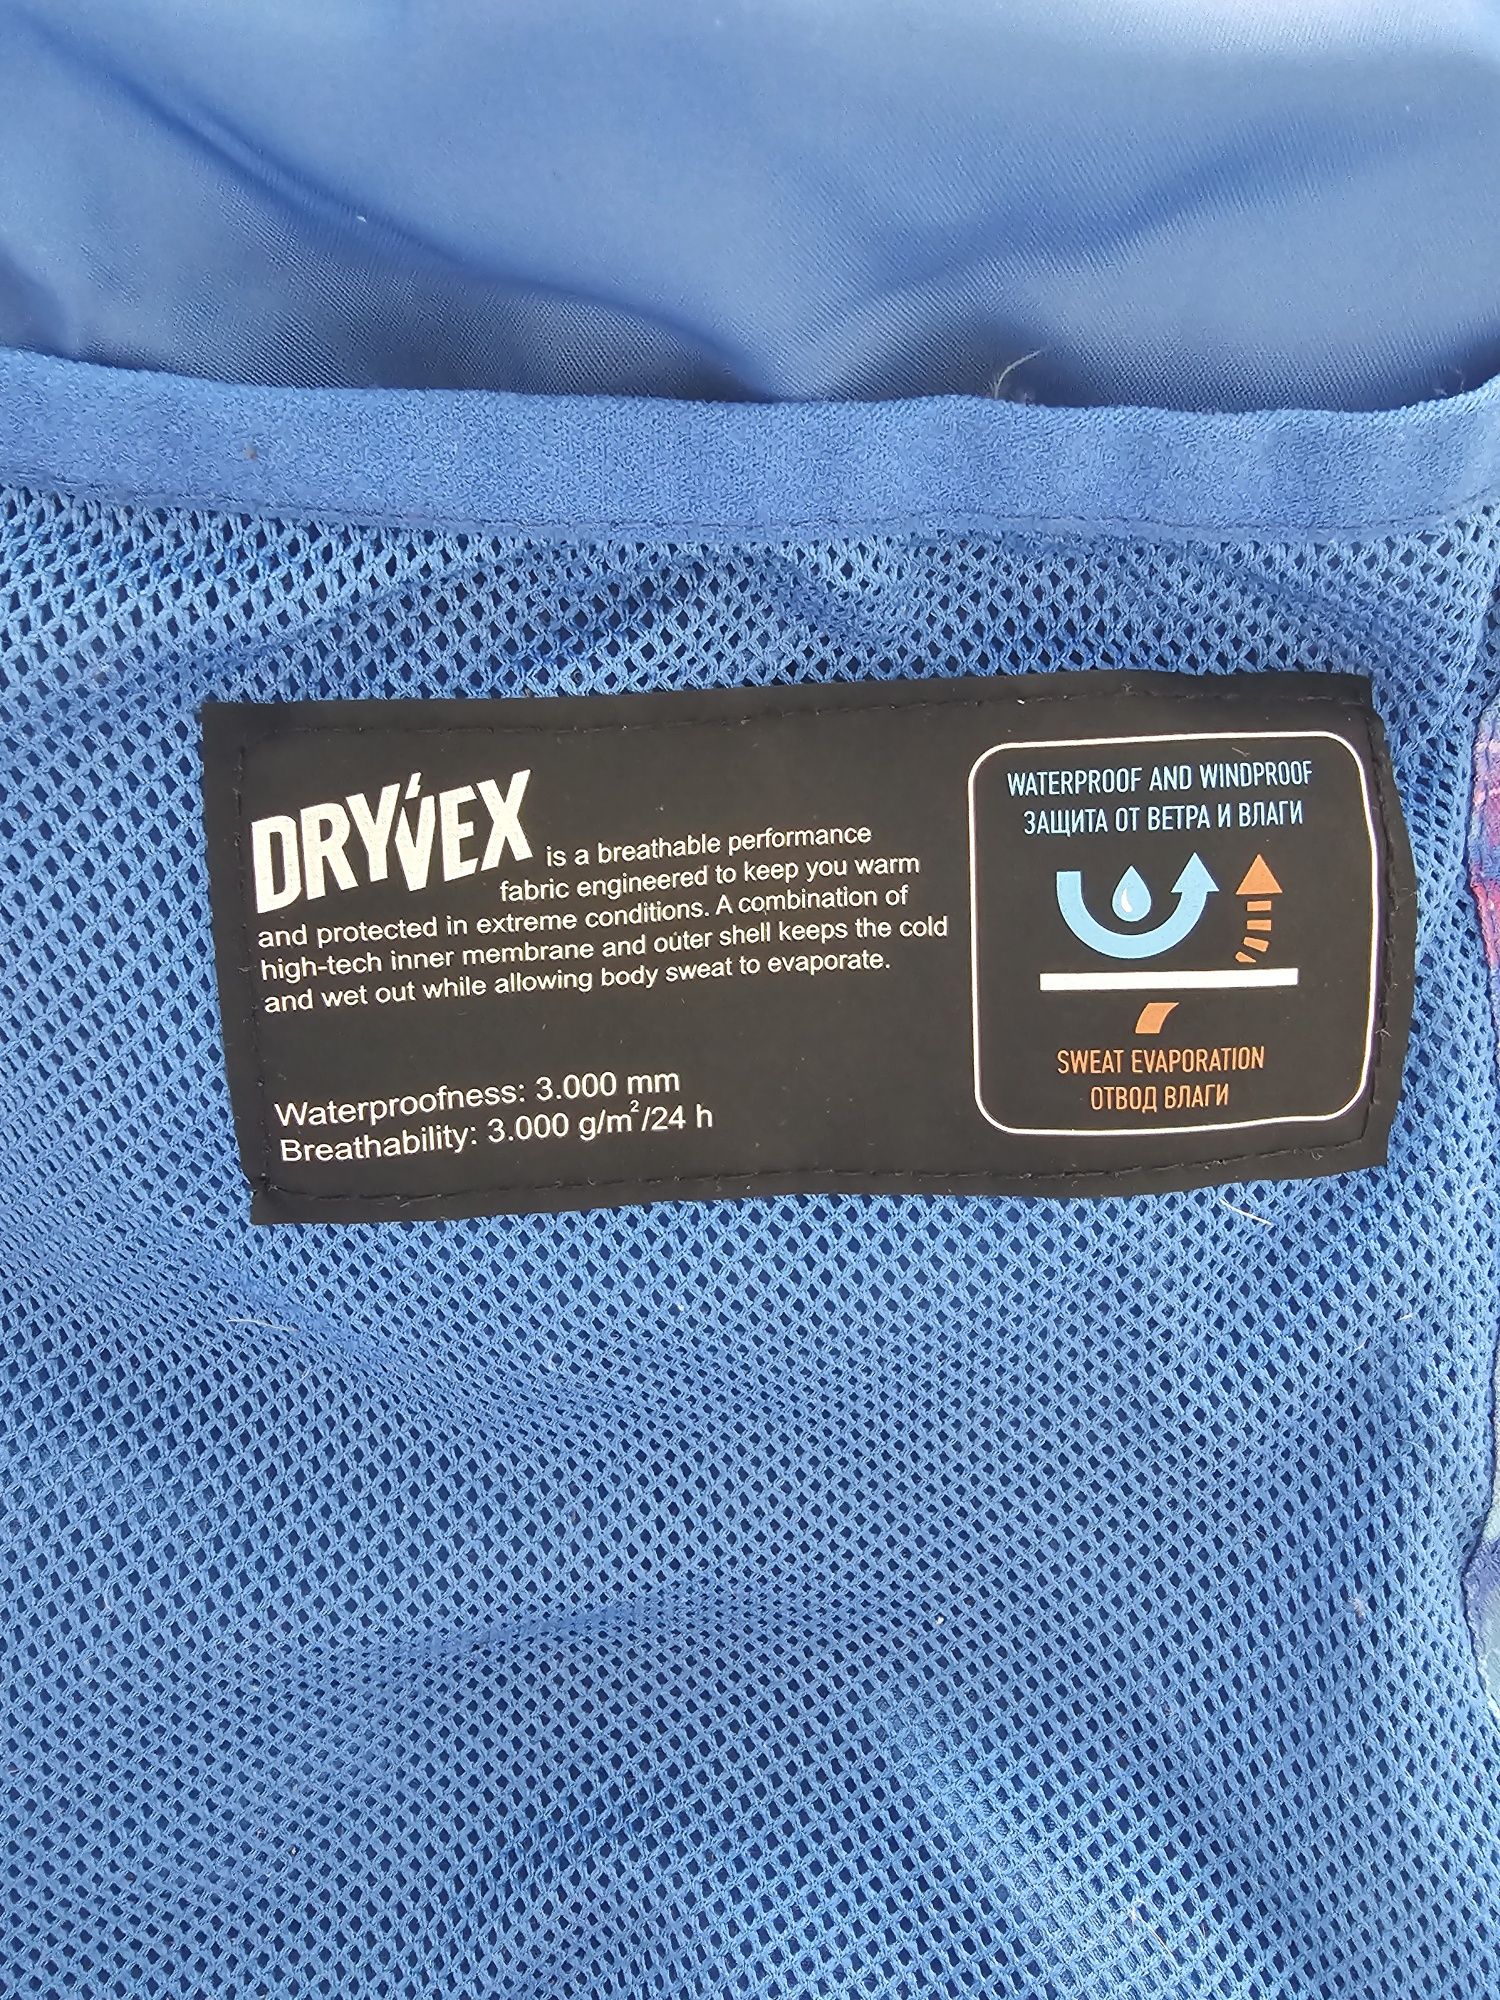 DRYVEX is a breathable performance
fabric engineered to keep you warm
and protected in extreme conditions. A combination of
high-tech inner membrane and outer shell keeps the cold
and wet out while allowing body sweat to evaporate.
Waterproofness: 3.000 mm
Breathability: 3.000 g/m²/24 h
WATERPROOF AND WINDPROOF
ЗАЩИТА ОТ ВЕТРА И ВЛАГИ
SWEAT EVAPORATION
ОТВОД ВЛАГИ